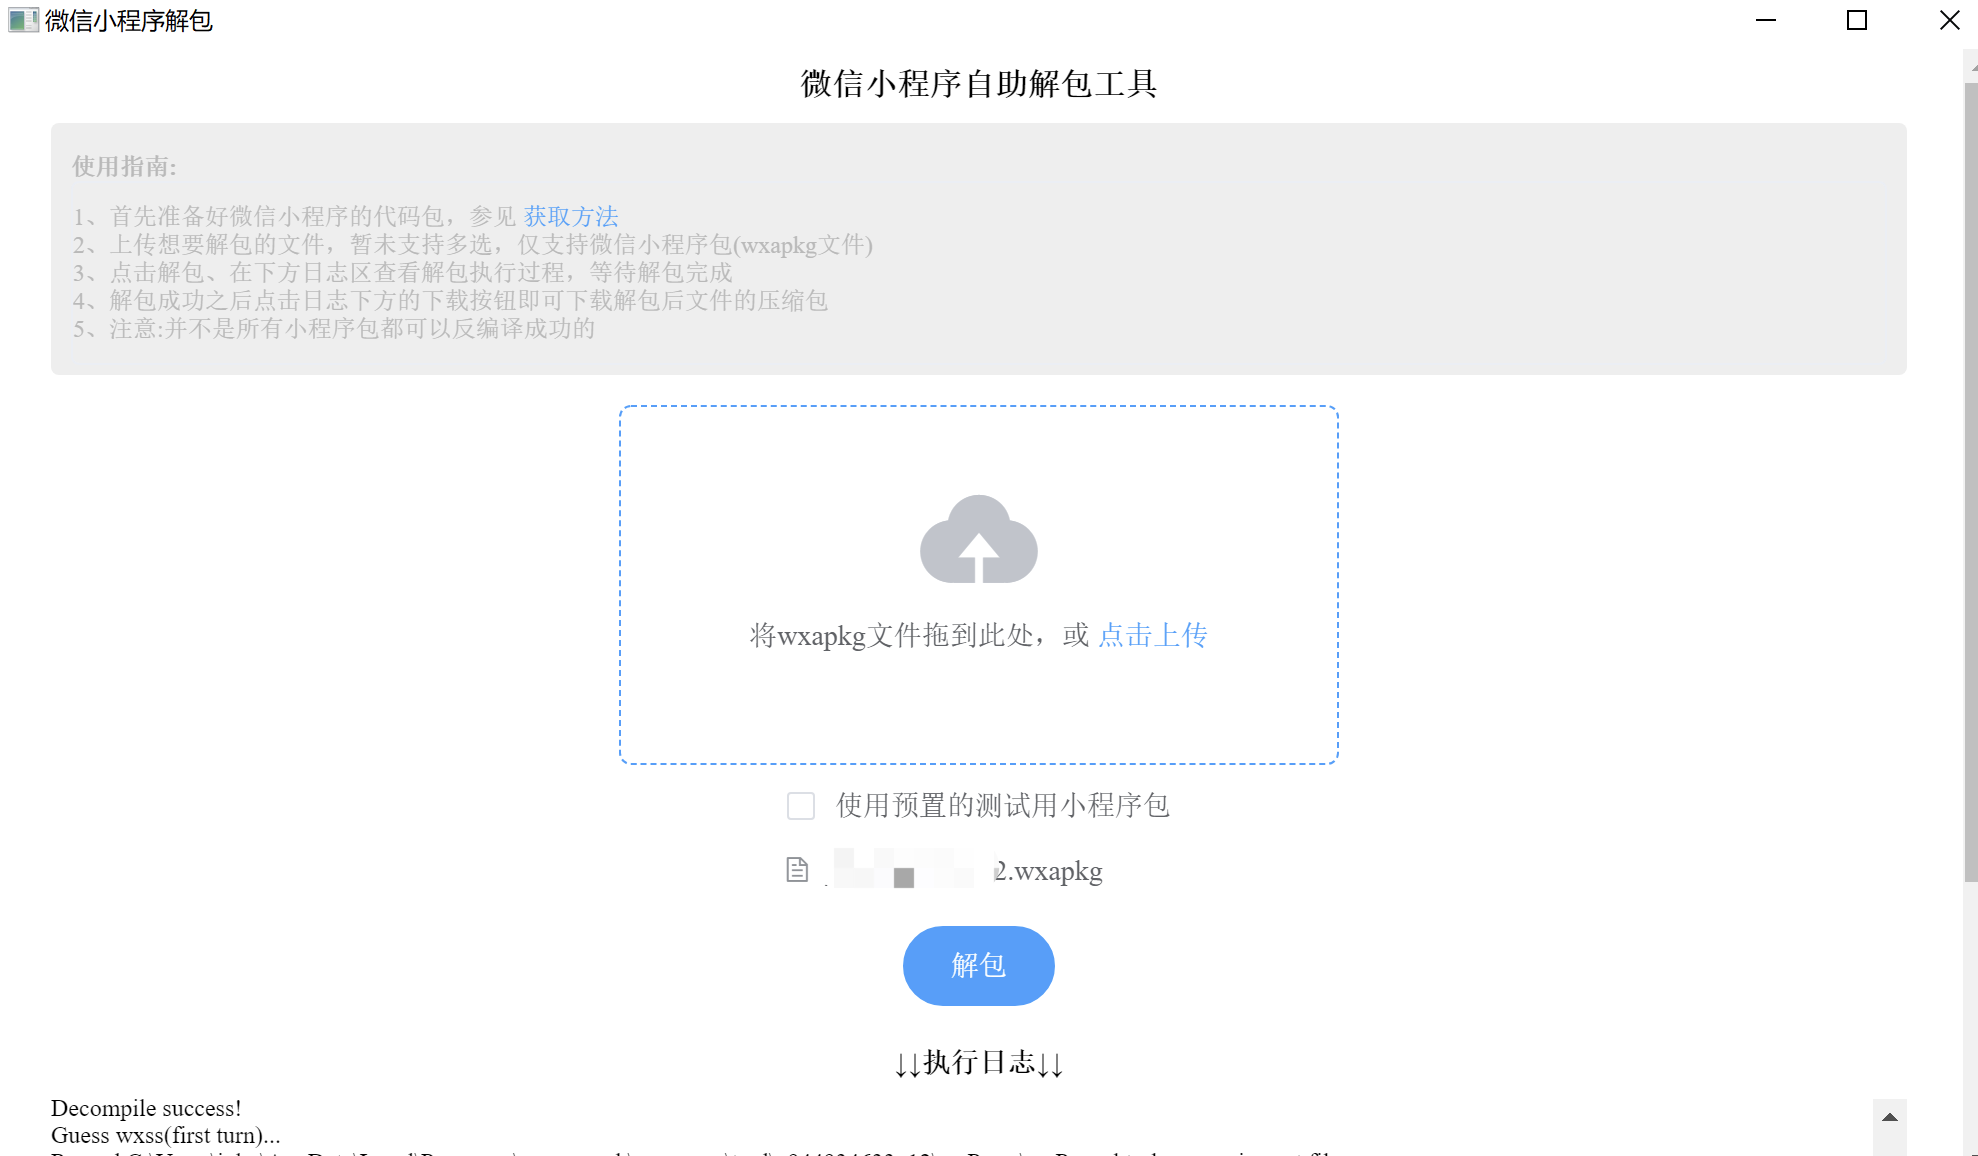 微信小程序解包
微信小程序自助解包工具
使用指南:
1、首先准备好微信小程序的代码包，参见 获取方法
2、上传想要解包的文件，暂未支持多选，仅支持微信小程序包(wxapkg文件)
3、点击解包、在下方日志区查看解包执行过程，等待解包完成
4、解包成功之后点击日志下方的下载按钮即可下载解包后文件的压缩包
5、注意:并不是所有小程序包都可以反编译成功的
将wxapkg文件拖到此处，或 点击上传
使用预置的测试用小程序包
2.wxapkg
解包
↓↓执行日志↓↓
Decompile success!
Guess wxss(first turn)...